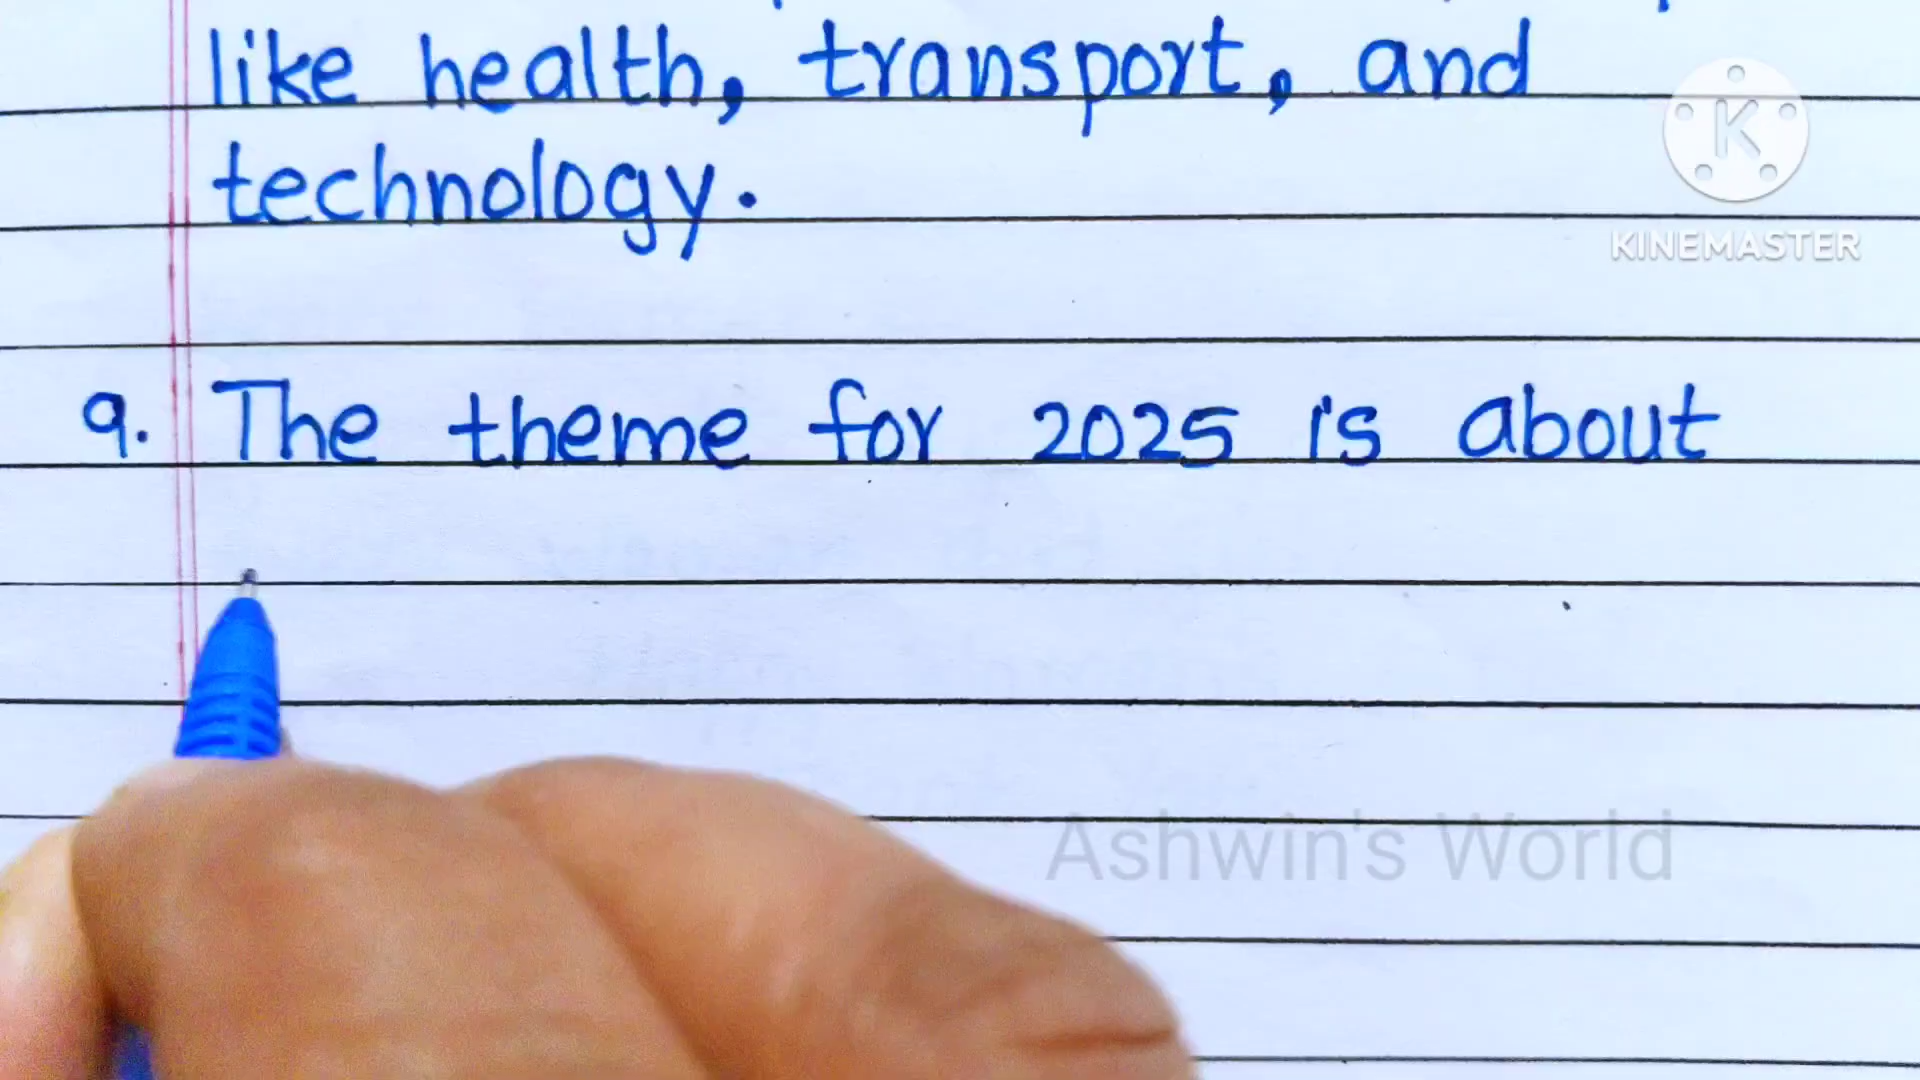 like health, transport, and
technology.
KINEMASTER
9. The theme for 2025 is about
Ashwin's World